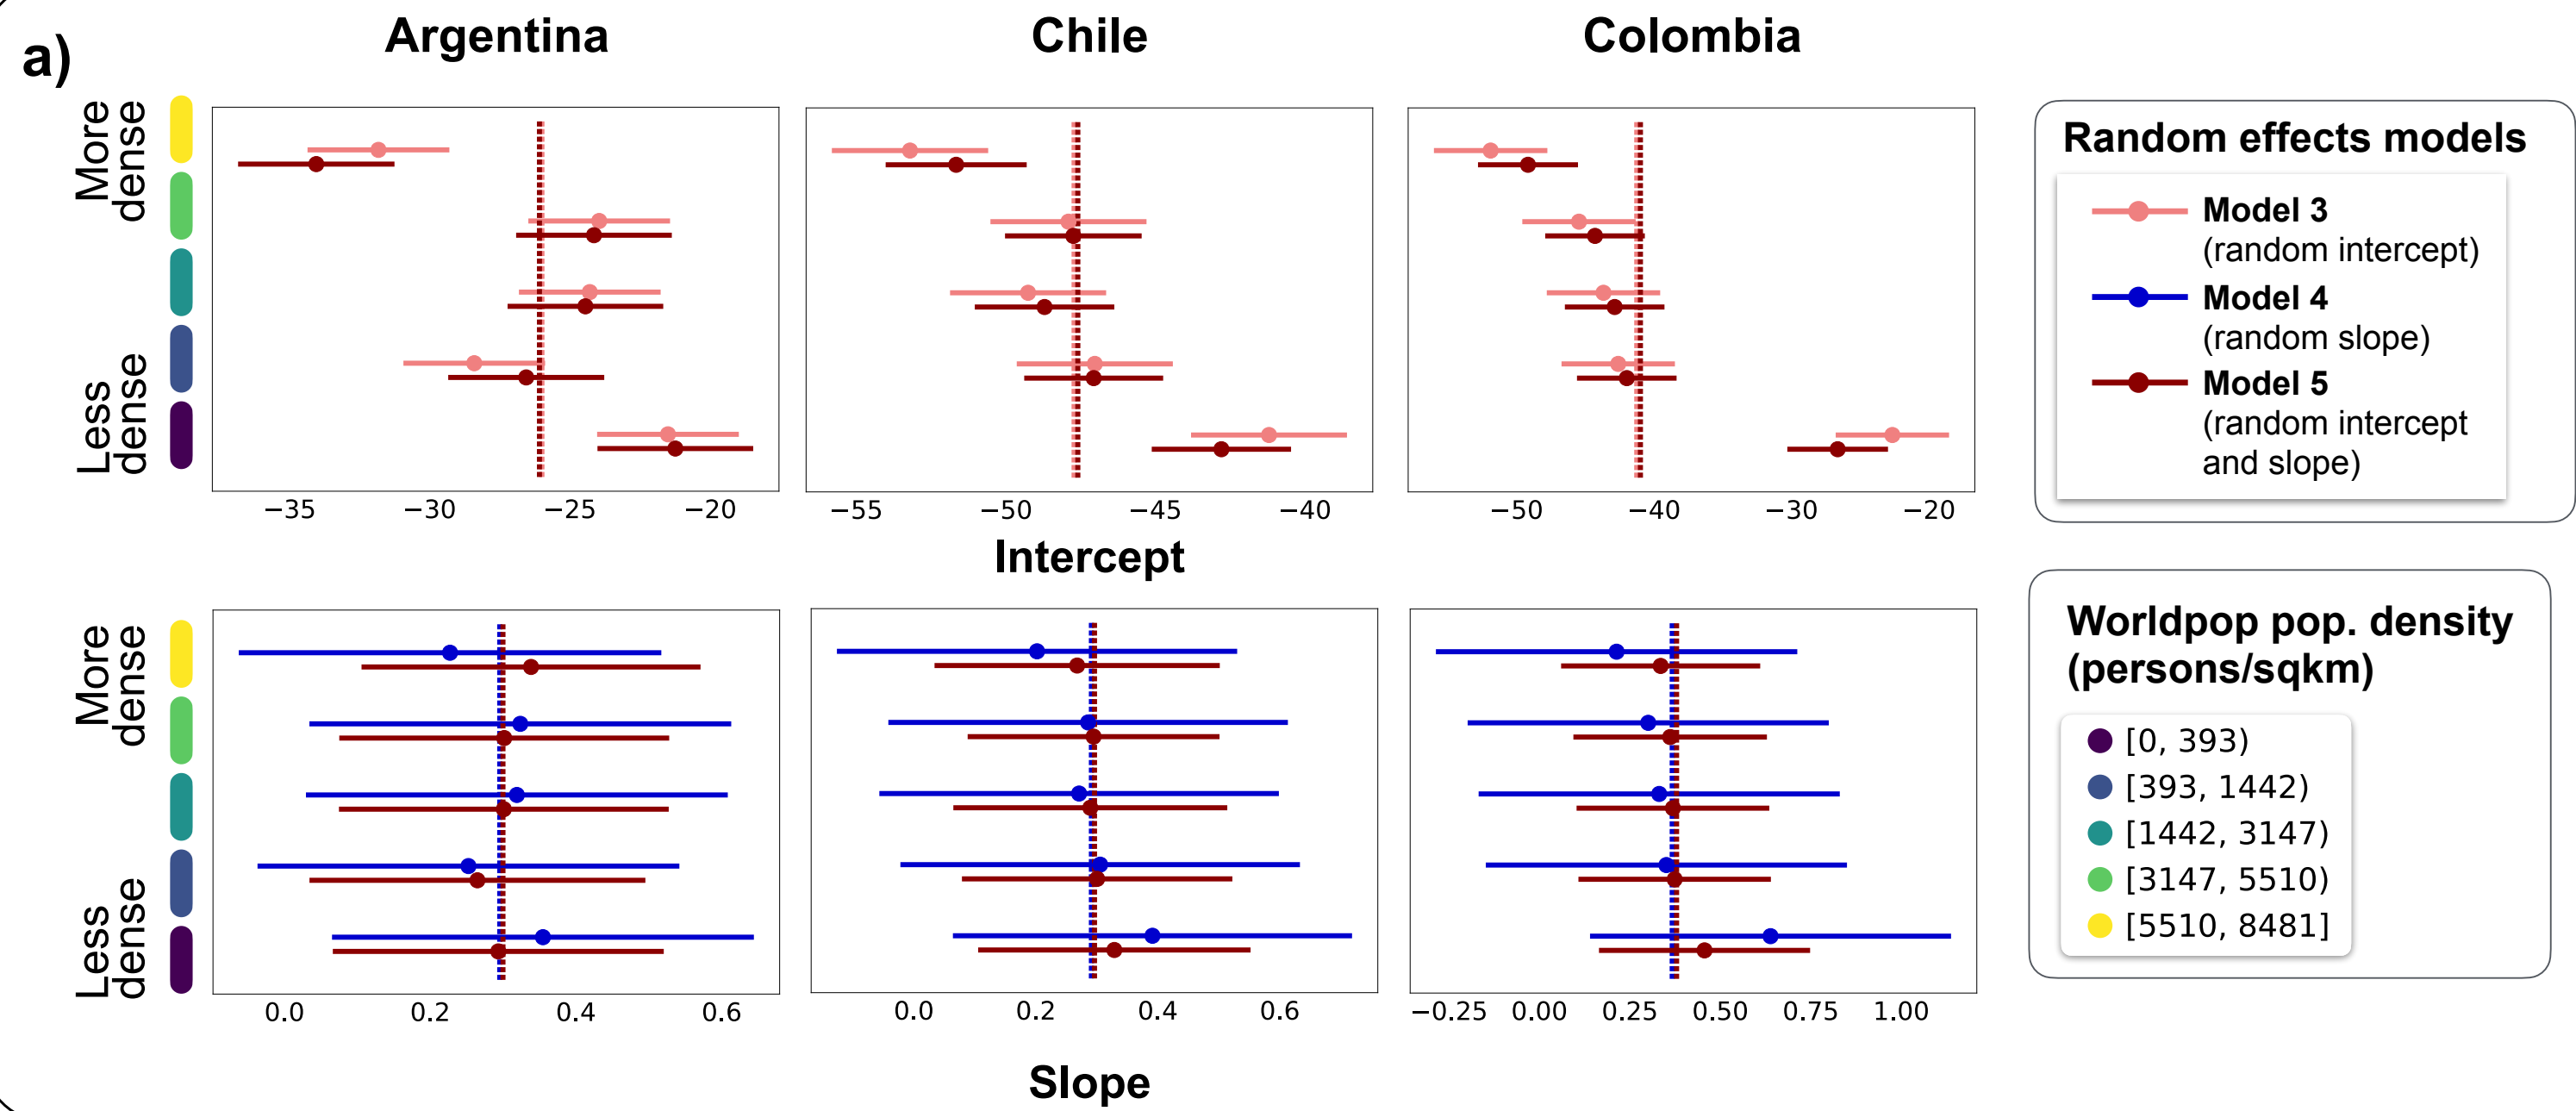 a)
Argentina
Chile
Colombia
More
dense
Less
dense
−35 −30 −25 −20
−55 −50 −45 −40
−50 −40 −30 −20
Intercept
Random effects models
Model 3
(random intercept)
Model 4
(random slope)
Model 5
(random intercept
and slope)
More
dense
Less
dense
0.0 0.2 0.4 0.6
0.0 0.2 0.4 0.6
−0.25 0.00 0.25 0.50 0.75 1.00
Slope
Worldpop pop. density
(persons/sqkm)
[0, 393)
[393, 1442)
[1442, 3147)
[3147, 5510)
[5510, 8481]